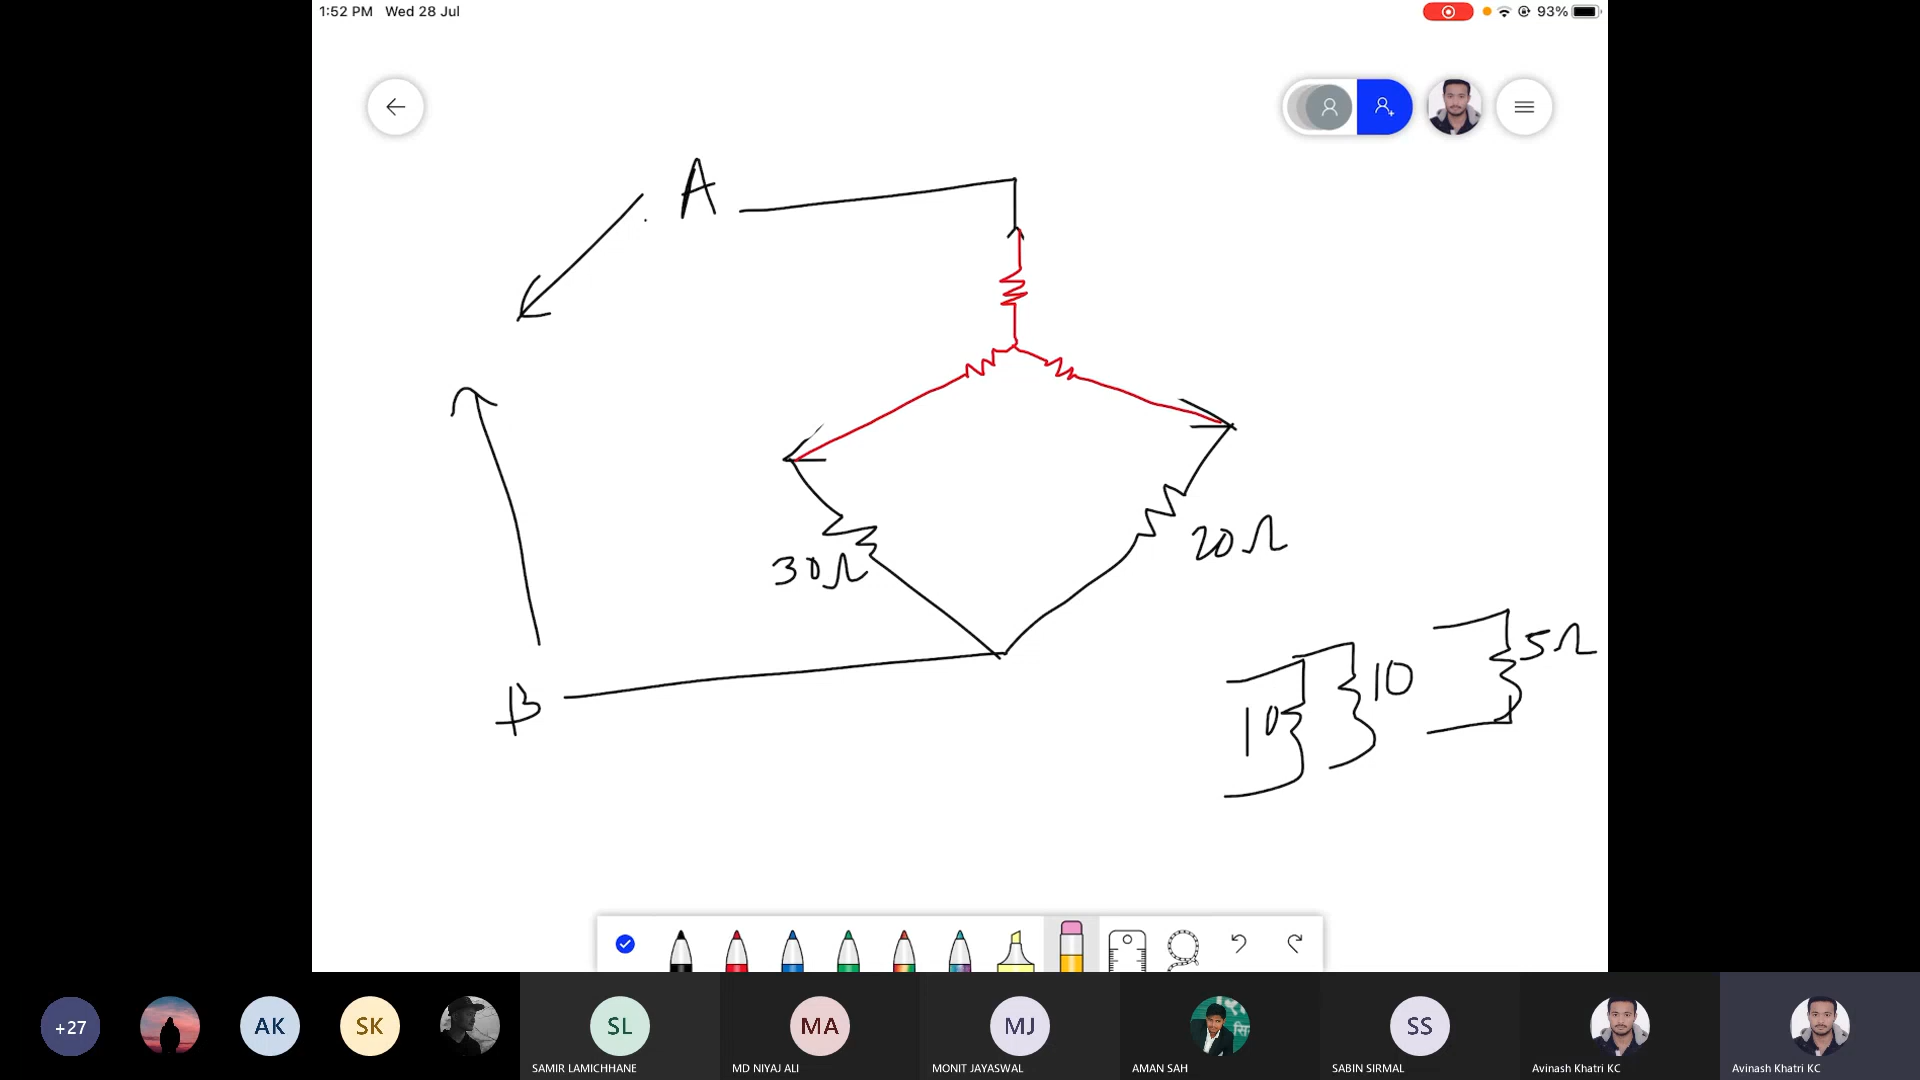 1:52 PM Wed 28 Jul
93%
A
30Ω
20Ω
5Ω
10
10
B
+27
AK
SK
SL
MA
MJ
SS
SAMIR LAMICHHANE
MD NIYAJ ALI
MONIT JAYASWAL
AMAN SAH
SABIN SIRMAL
Avinash Khatri KC
Avinash Khatri KC